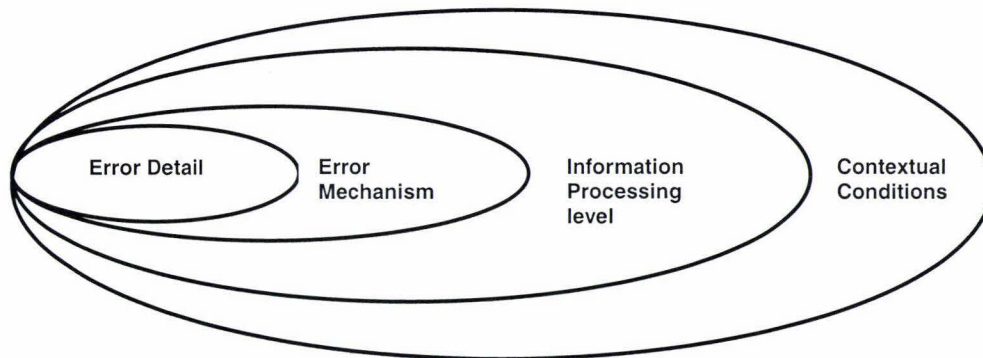 Error Detail
Error
Mechanism
Information
Processing
level
Contextual
Conditions